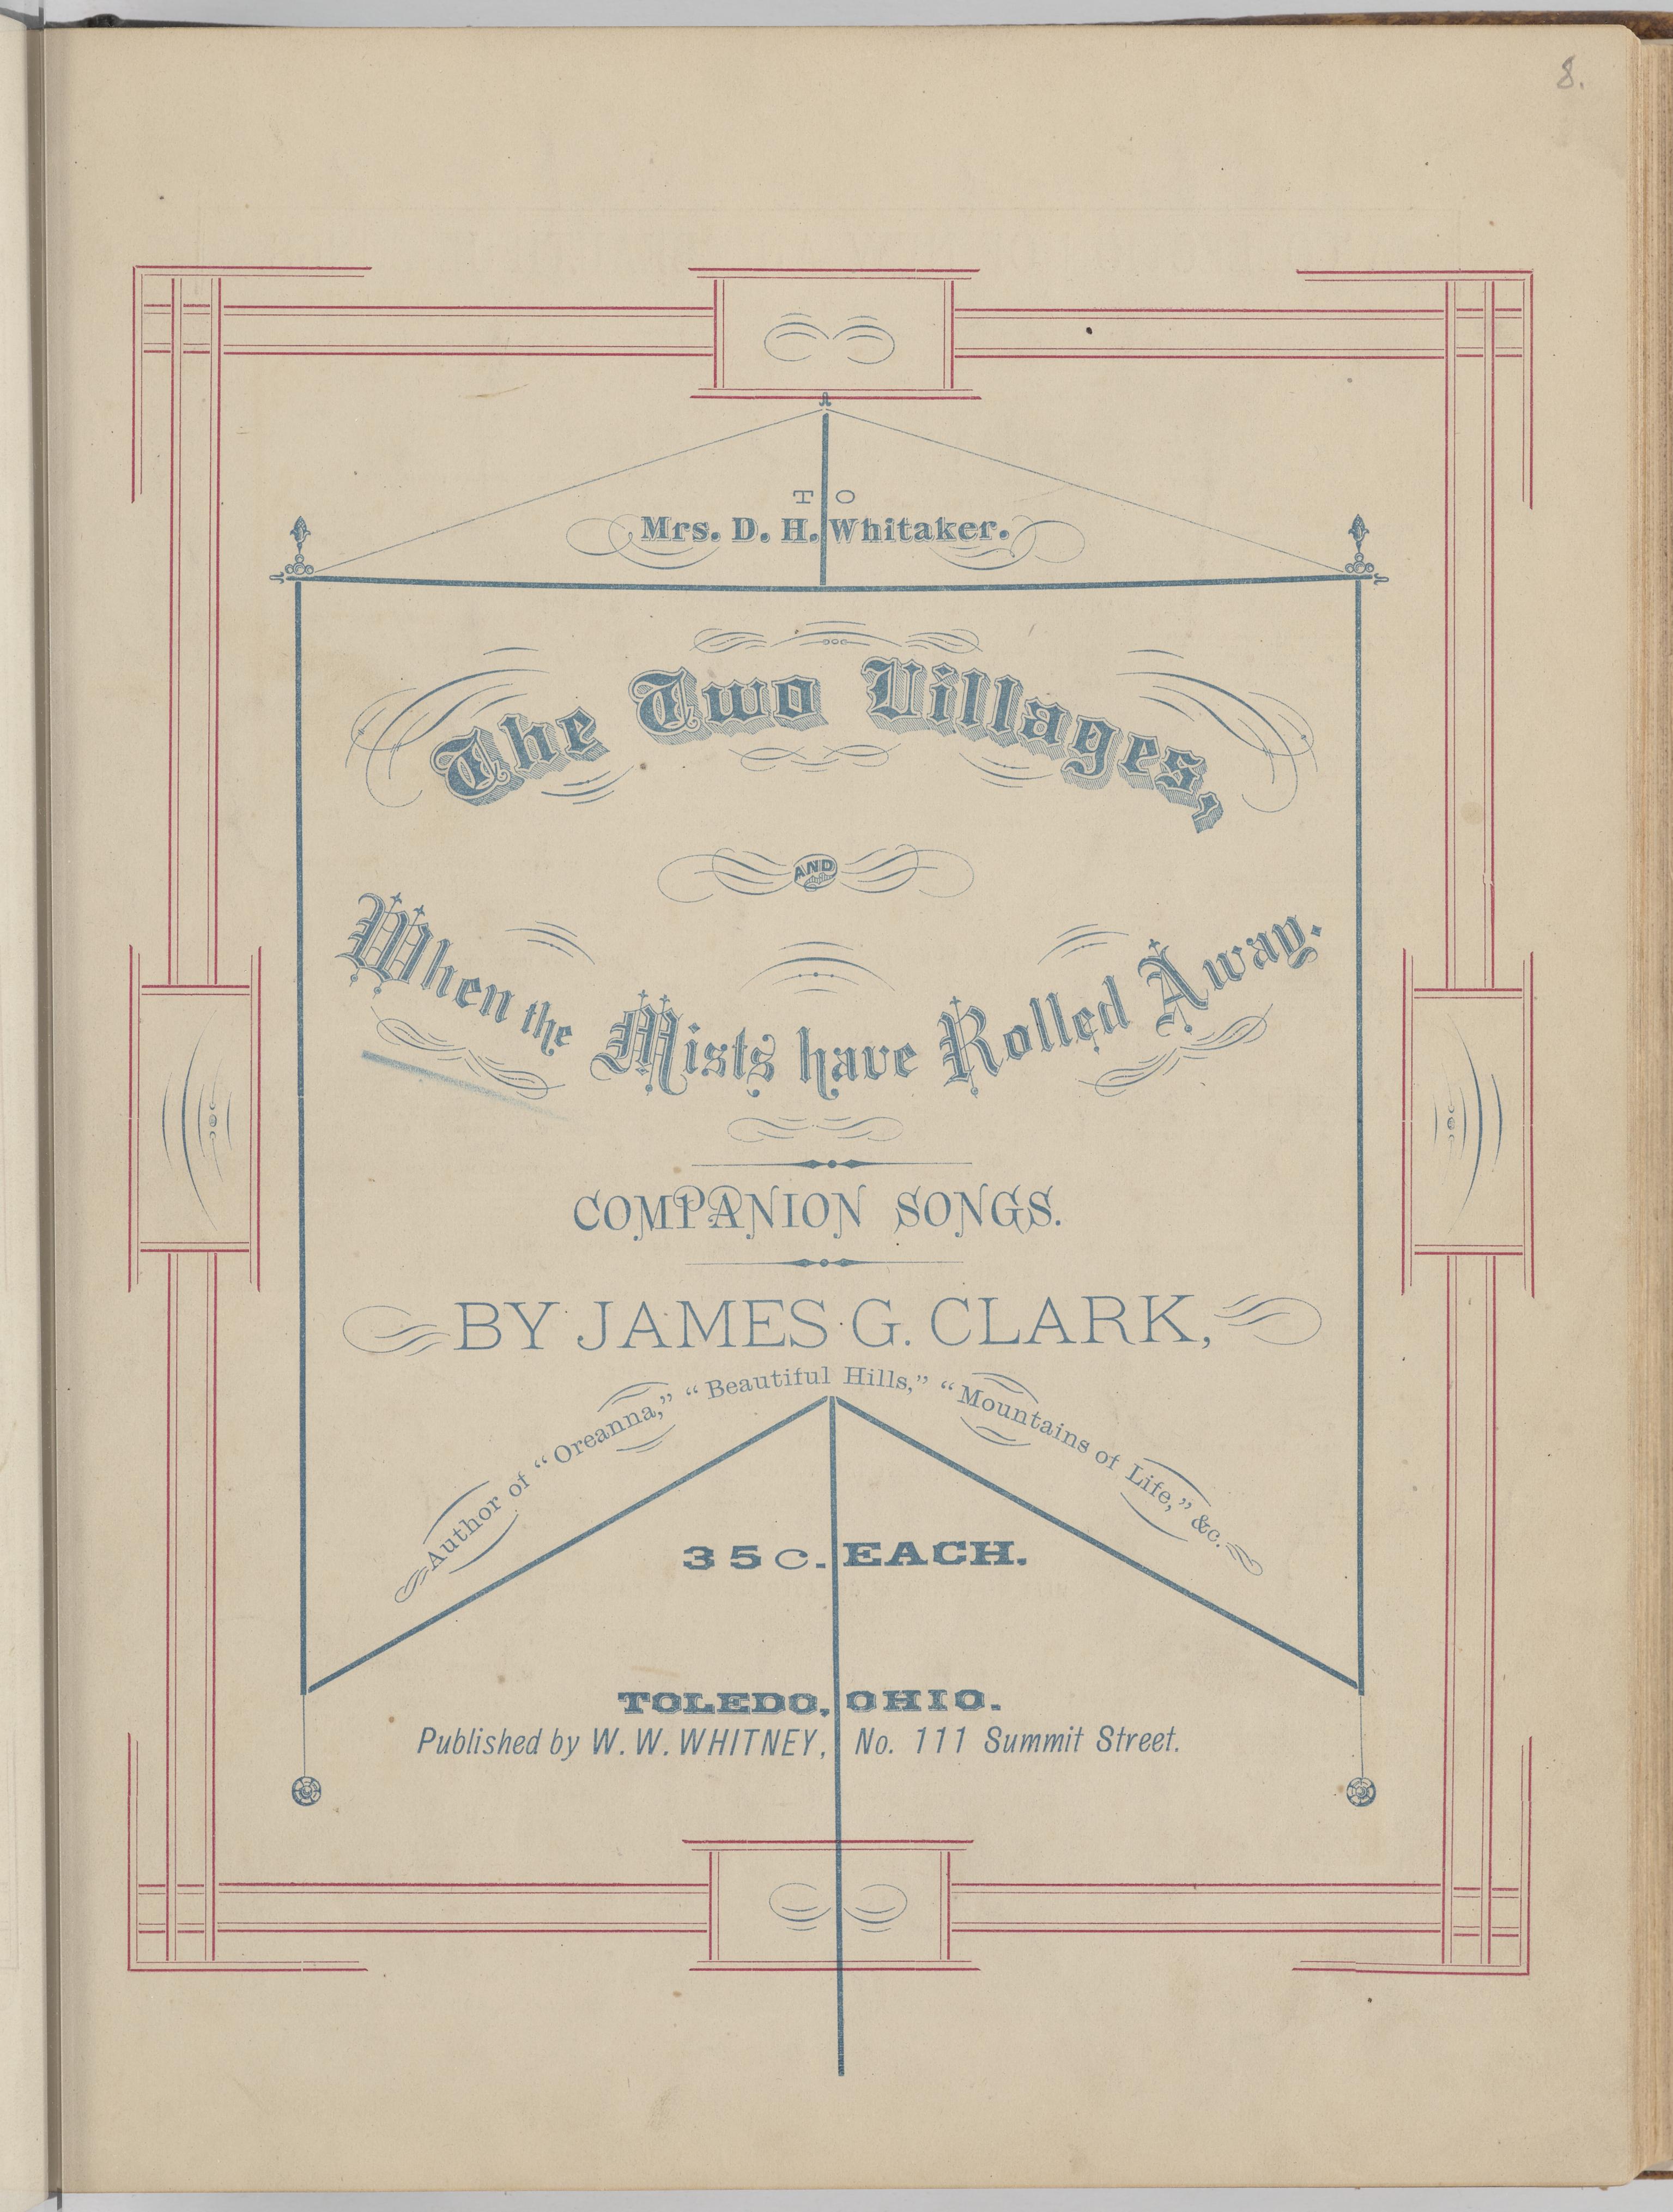 8.
TO
Mrs. D. H. Whitaker.
The Two Villages,
AND
When the Mists have Rolled Away.
COMPANION SONGS.
BY JAMES G. CLARK,
Author of "Oreanna," "Beautiful Hills," "Mountains of Life," &c.
35c. EACH.
TOLEDO, OHIO.
Published by W. W. WHITNEY, No. 111 Summit Street.